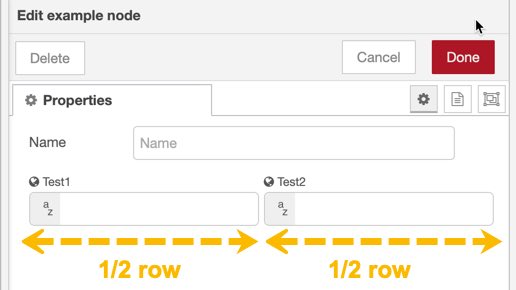 Edit example node
Delete Cancel Done
Properties
Name Name
Test1 Test2
a z a z
1/2 row 1/2 row